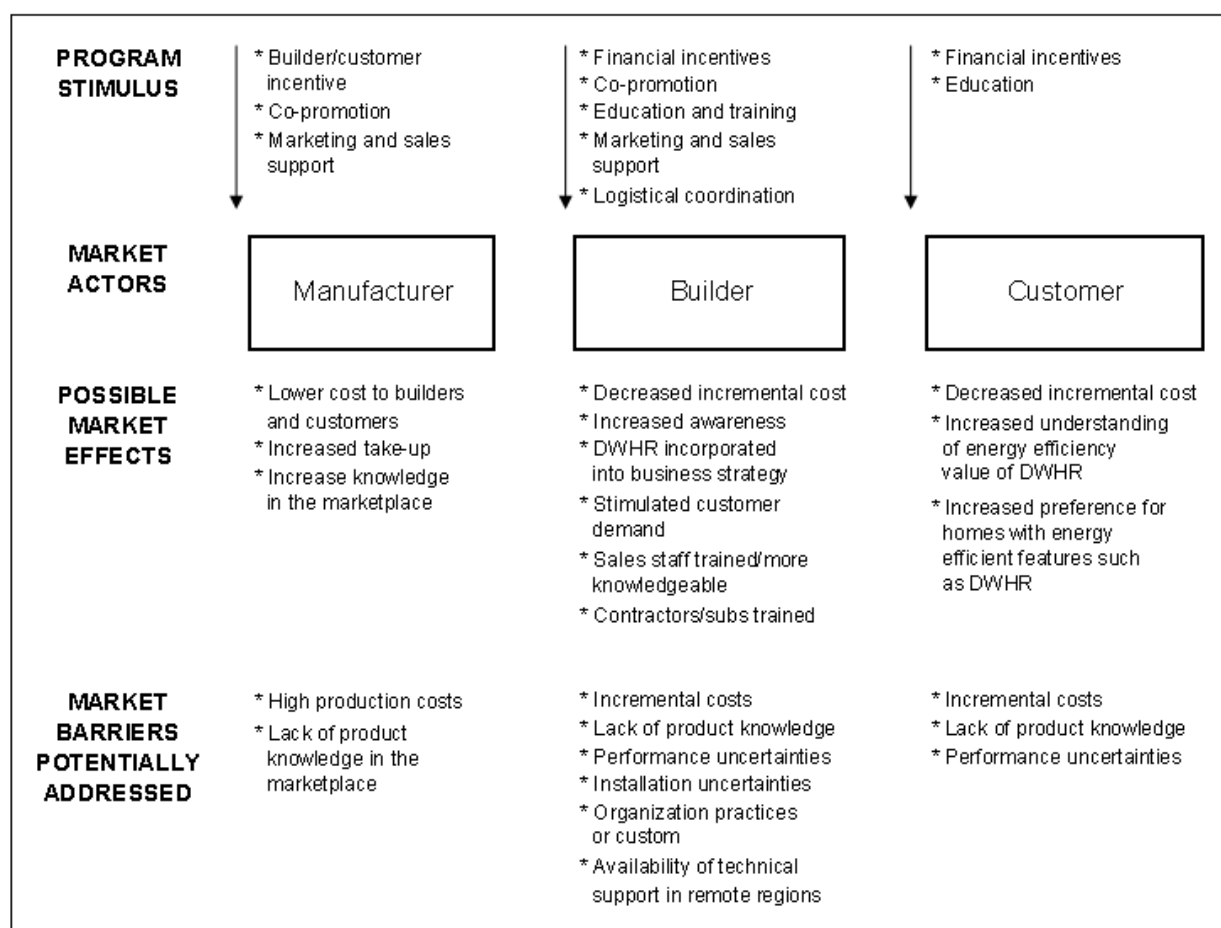 PROGRAM
STIMULUS
* Builder/customer
incentive
* Co-promotion
* Marketing and sales
support
* Financial incentives
* Co-promotion
* Education and training
* Marketing and sales
support
* Logistical coordination
* Financial incentives
* Education
MARKET
ACTORS
Manufacturer
Builder
Customer
POSSIBLE
MARKET
EFFECTS
* Lower cost to builders
and customers
* Increased take-up
* Increase knowledge
in the marketplace
* Decreased incremental cost
* Increased awareness
* DWHR incorporated
into business strategy
* Stimulated customer
demand
* Sales staff trained/more
knowledgeable
* Contractors/subs trained
* Decreased incremental cost
* Increased understanding
of energy efficiency
value of DWHR
* Increased preference for
homes with energy
efficient features such
as DWHR
MARKET
BARRIERS
POTENTIALLY
ADDRESSED
* High production costs
* Lack of product
knowledge in the
marketplace
* Incremental costs
* Lack of product knowledge
* Performance uncertainties
* Installation uncertainties
* Organization practices
or custom
* Availability of technical
support in remote regions
* Incremental costs
* Lack of product knowledge
* Performance uncertainties